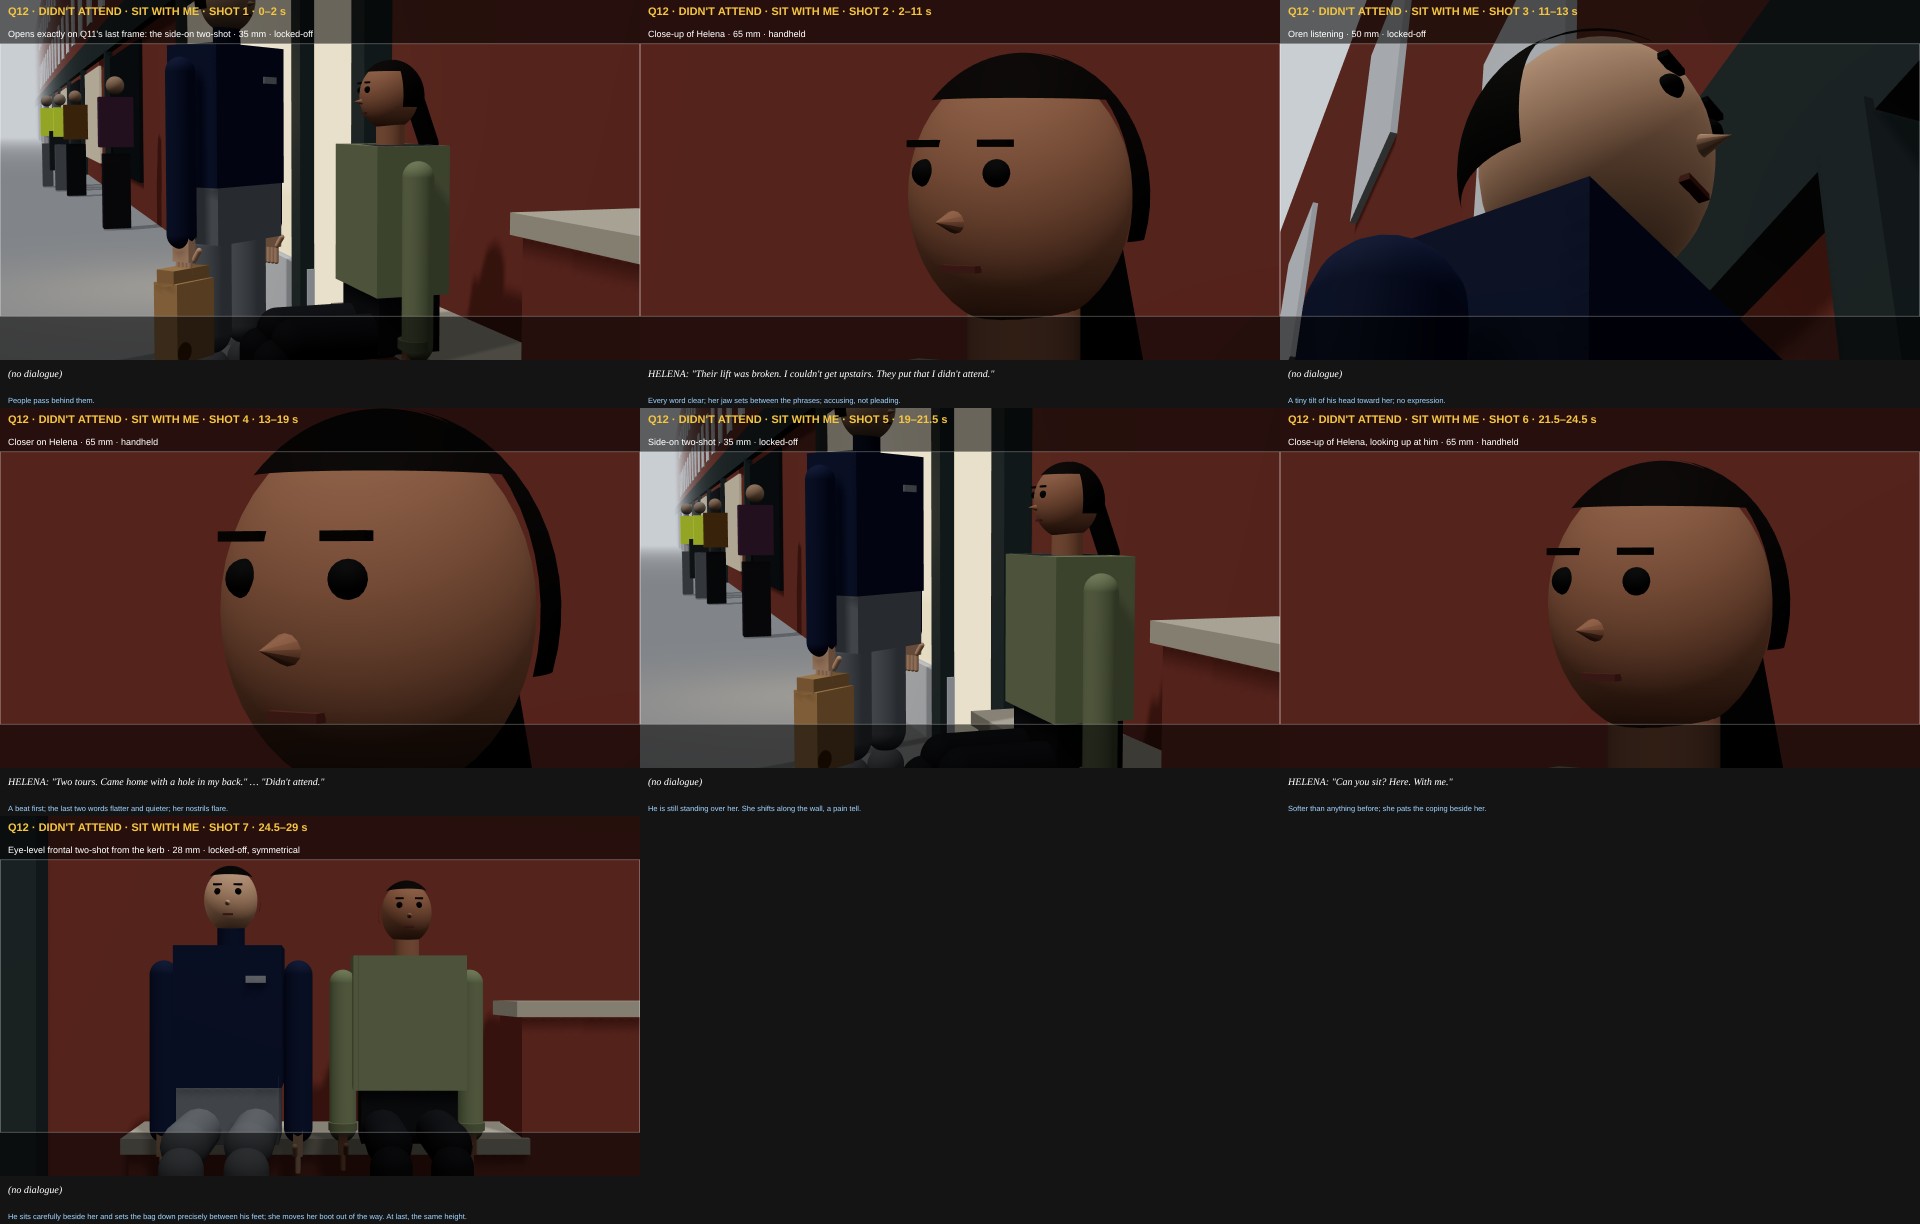 Q12 · DIDN'T ATTEND · SIT WITH ME · SHOT 1 · 0–2 s
Opens exactly on Q11's last frame: the side-on two-shot · 35 mm · locked-off
(no dialogue)
People pass behind them.
Q12 · DIDN'T ATTEND · SIT WITH ME · SHOT 2 · 2–11 s
Close-up of Helena · 65 mm · handheld
HELENA: "Their lift was broken. I couldn't get upstairs. They put that I didn't attend."
Every word clear; her jaw sets between the phrases; accusing, not pleading.
Q12 · DIDN'T ATTEND · SIT WITH ME · SHOT 3 · 11–13 s
Oren listening · 50 mm · locked-off
(no dialogue)
A tiny tilt of his head toward her; no expression.
Q12 · DIDN'T ATTEND · SIT WITH ME · SHOT 4 · 13–19 s
Closer on Helena · 65 mm · handheld
HELENA: "Two tours. Came home with a hole in my back." … "Didn't attend."
A beat first; the last two words flatter and quieter; her nostrils flare.
Q12 · DIDN'T ATTEND · SIT WITH ME · SHOT 5 · 19–21.5 s
Side-on two-shot · 35 mm · locked-off
(no dialogue)
He is still standing over her. She shifts along the wall, a pain tell.
Q12 · DIDN'T ATTEND · SIT WITH ME · SHOT 6 · 21.5–24.5 s
Close-up of Helena, looking up at him · 65 mm · handheld
HELENA: "Can you sit? Here. With me."
Softer than anything before; she pats the coping beside her.
Q12 · DIDN'T ATTEND · SIT WITH ME · SHOT 7 · 24.5–29 s
Eye-level frontal two-shot from the kerb · 28 mm · locked-off, symmetrical
(no dialogue)
He sits carefully beside her and sets the bag down precisely between his feet; she moves her boot out of the way. At last, the same height.